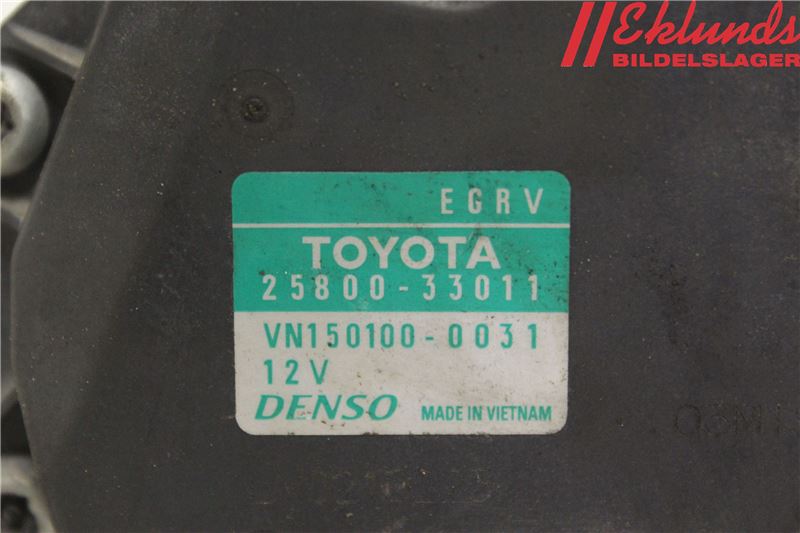 Eklunds
BILDELSLAGER
EGRV
TOYOTA
25800-33011
VN150100-0031
12V
DENSO MADE IN VIETNAM